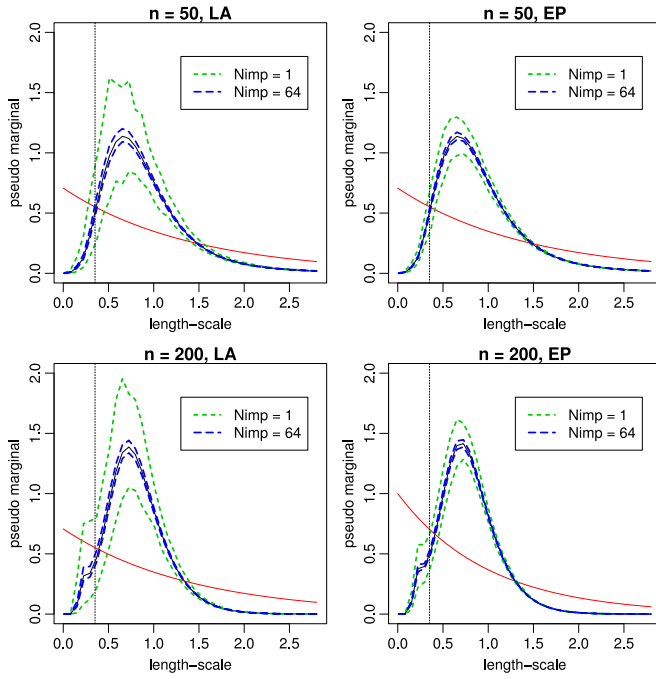 n = 50, LA
pseudo marginal
2.0
1.5
1.0
0.5
0.0
Nimp = 1
Nimp = 64
0.0 0.5 1.0 1.5 2.0 2.5
length−scale
n = 50, EP
pseudo marginal
2.0
1.5
1.0
0.5
0.0
Nimp = 1
Nimp = 64
0.0 0.5 1.0 1.5 2.0 2.5
length−scale
n = 200, LA
pseudo marginal
2.0
1.5
1.0
0.5
0.0
Nimp = 1
Nimp = 64
0.0 0.5 1.0 1.5 2.0 2.5
length−scale
n = 200, EP
pseudo marginal
2.0
1.5
1.0
0.5
0.0
Nimp = 1
Nimp = 64
0.0 0.5 1.0 1.5 2.0 2.5
length−scale